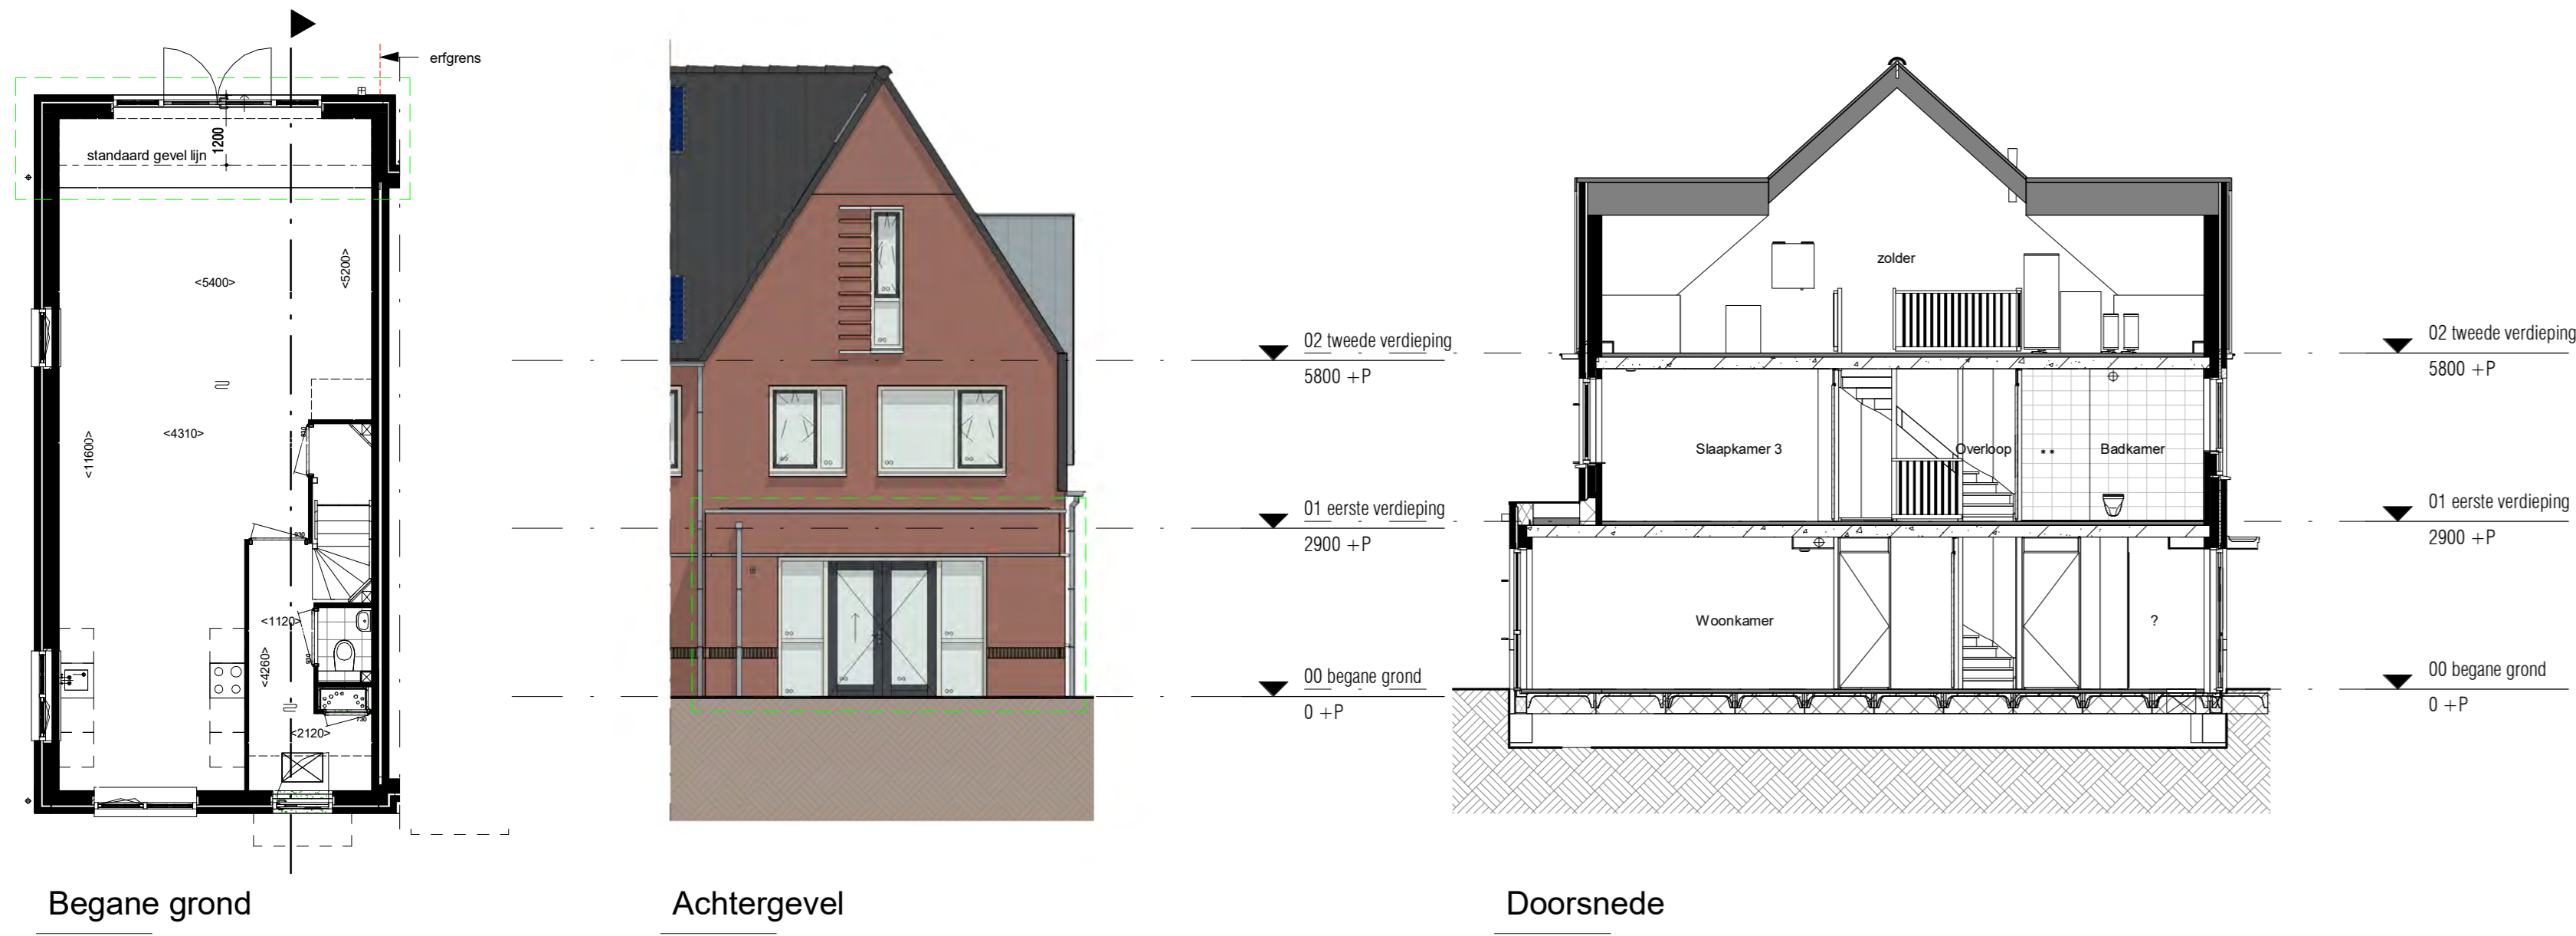 erfgrens
1200
standaard gevel lijn
<5400>
<5200>
<4310>
<11600>
930
<1120>
<4260>
<2120>
730
Begane grond
02 tweede verdieping
5800 +P
01 eerste verdieping
2900 +P
00 begane grond
0 +P
Achtergevel
zolder
Slaapkamer 3
Overloop
Badkamer
Woonkamer
?
02 tweede verdieping
5800 +P
01 eerste verdieping
2900 +P
00 begane grond
0 +P
Doorsnede